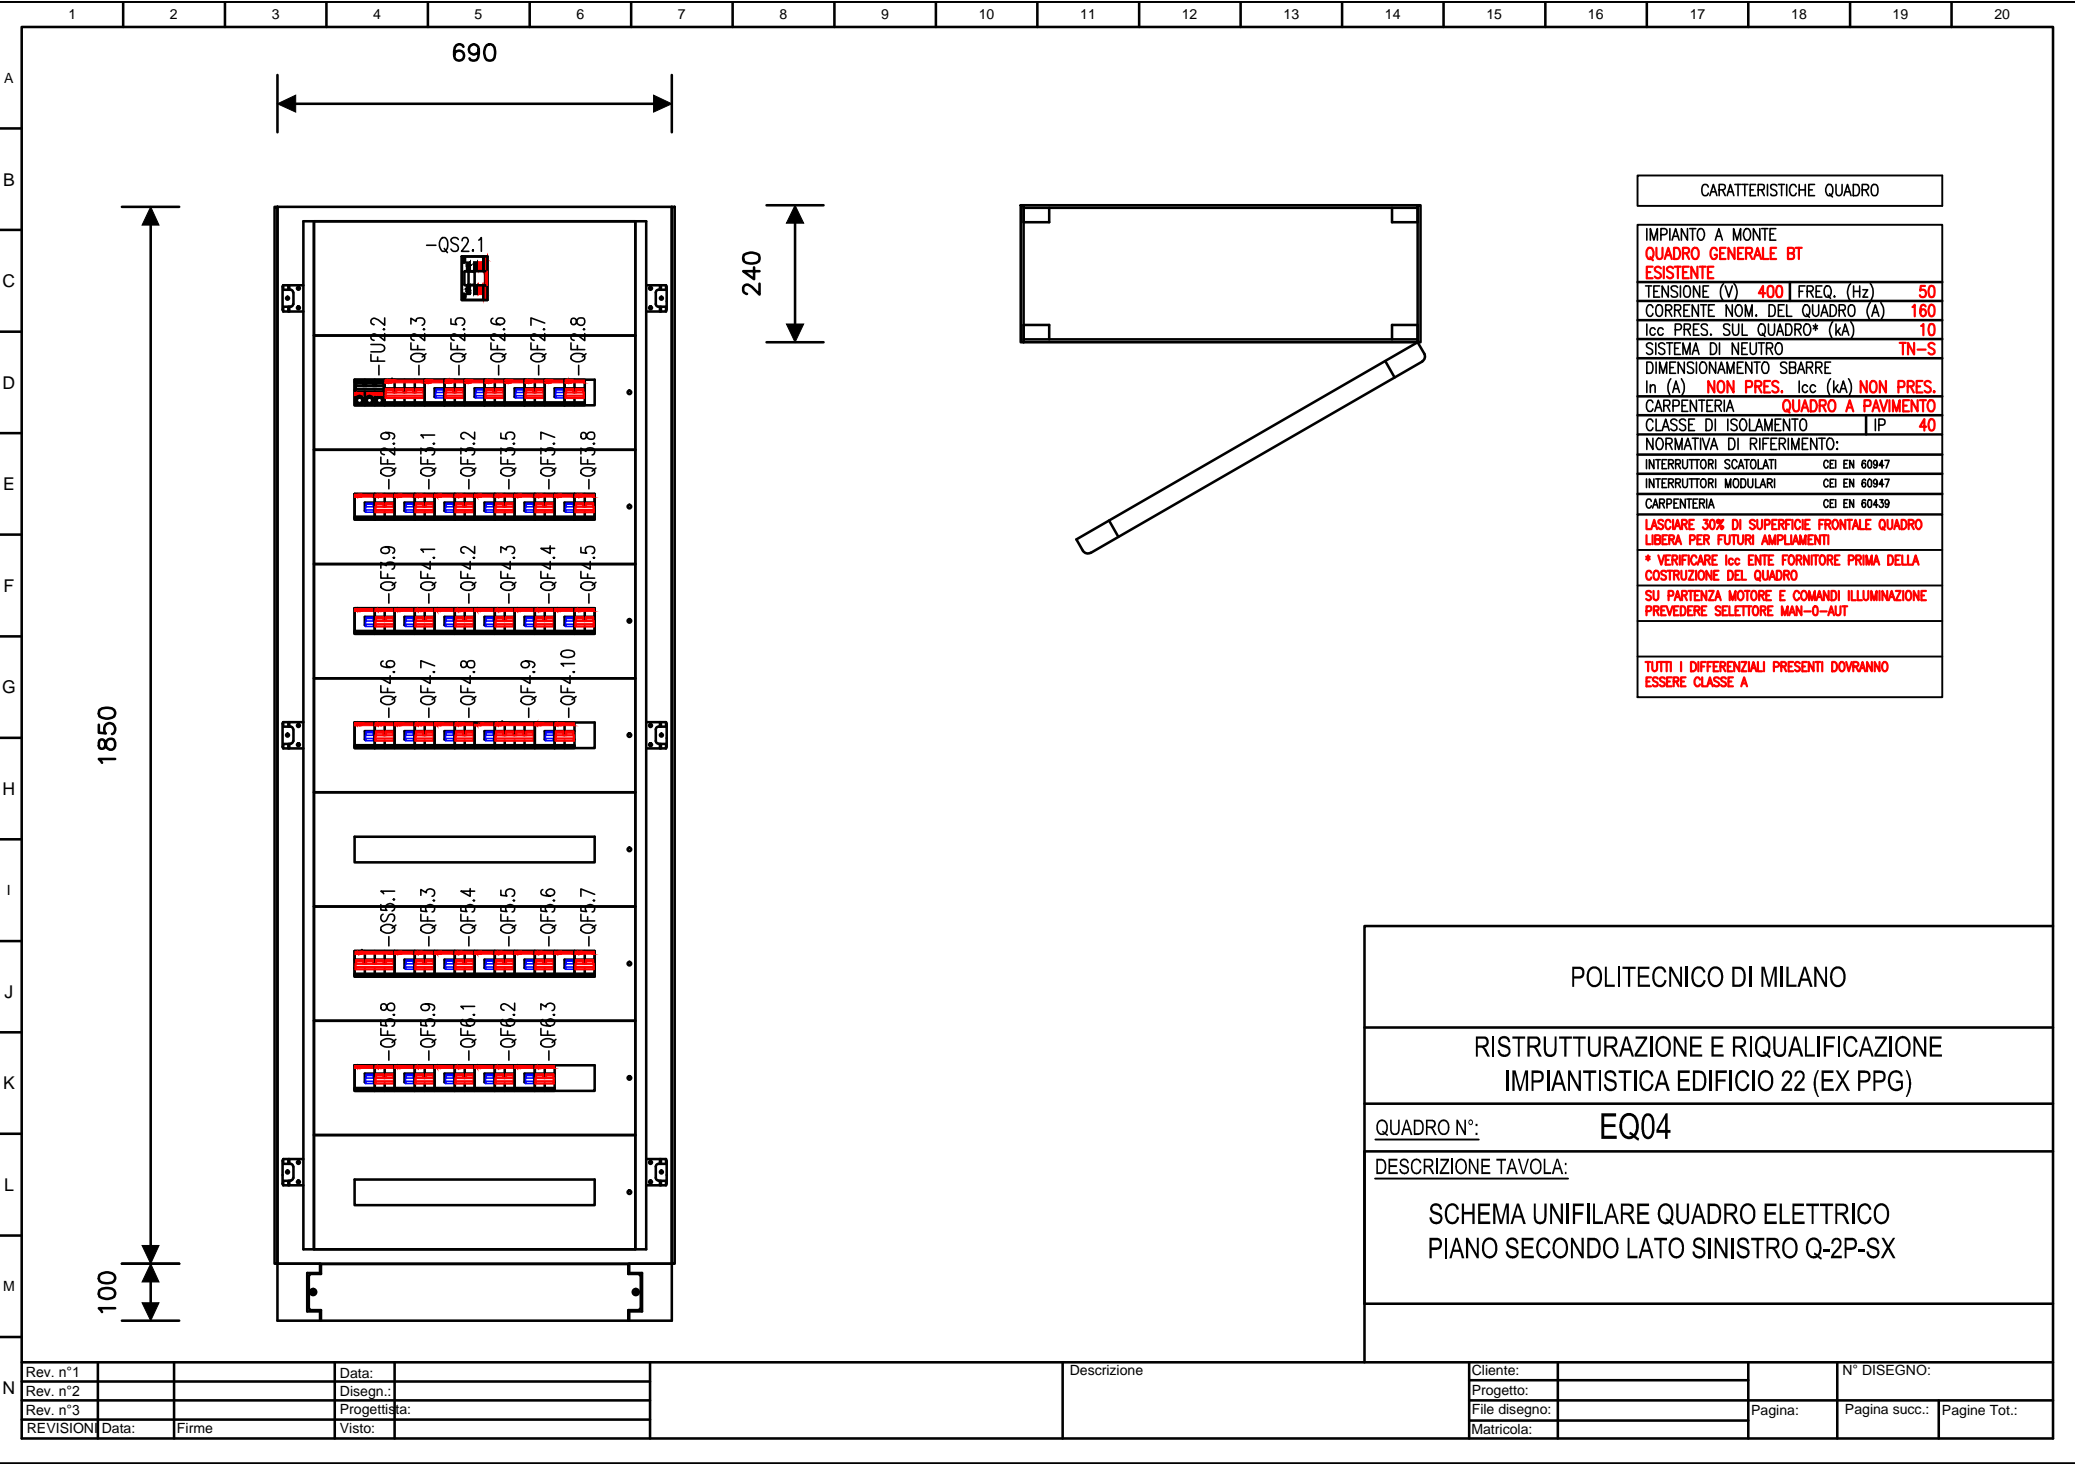 1 2 3 4 5 6 7 8 9 10 11 12 13 14 15 16 17 18 19 20
A
B
C
D
E
F
G
H
I
J
K
L
M
N
690
1850
100
240
-QS2.1
-FU2.2 -QF2.3 -QF2.5 -QF2.6 -QF2.7 -QF2.8
-QF2.9 -QF3.1 -QF3.2 -QF3.5 -QF3.7 -QF3.8
-QF3.9 -QF4.1 -QF4.2 -QF4.3 -QF4.4 -QF4.5
-QF4.6 -QF4.7 -QF4.8 -QF4.9 -QF4.10
-QS5.1 -QF5.3 -QF5.4 -QF5.5 -QF5.6 -QF5.7
-QF5.8 -QF5.9 -QF6.1 -QF6.2 -QF6.3
CARATTERISTICHE QUADRO
IMPIANTO A MONTE
QUADRO GENERALE BT
ESISTENTE
TENSIONE (V) 400 FREQ. (Hz) 50
CORRENTE NOM. DEL QUADRO (A) 160
Icc PRES. SUL QUADRO* (kA) 10
SISTEMA DI NEUTRO TN-S
DIMENSIONAMENTO SBARRE
In (A) NON PRES. Icc (kA) NON PRES.
CARPENTERIA QUADRO A PAVIMENTO
CLASSE DI ISOLAMENTO IP 40
NORMATIVA DI RIFERIMENTO:
INTERRUTTORI SCATOLATI CEI EN 60947
INTERRUTTORI MODULARI CEI EN 60947
CARPENTERIA CEI EN 60439
LASCIARE 30% DI SUPERFICIE FRONTALE QUADRO
LIBERA PER FUTURI AMPLIAMENTI
* VERIFICARE Icc ENTE FORNITORE PRIMA DELLA
COSTRUZIONE DEL QUADRO
SU PARTENZA MOTORE E COMANDI ILLUMINAZIONE
PREVEDERE SELETTORE MAN-O-AUT
TUTTI I DIFFERENZIALI PRESENTI DOVRANNO
ESSERE CLASSE A
POLITECNICO DI MILANO
RISTRUTTURAZIONE E RIQUALIFICAZIONE
IMPIANTISTICA EDIFICIO 22 (EX PPG)
QUADRO N°: EQ04
DESCRIZIONE TAVOLA:
SCHEMA UNIFILARE QUADRO ELETTRICO
PIANO SECONDO LATO SINISTRO Q-2P-SX
Rev. n°1 Data: Descrizione Cliente: N° DISEGNO:
Rev. n°2 Disegn.: Progetto:
Rev. n°3 Progettista: File disegno: Pagina: Pagina succ.: Pagine Tot.:
REVISIONI Data: Firme Visto: Matricola: